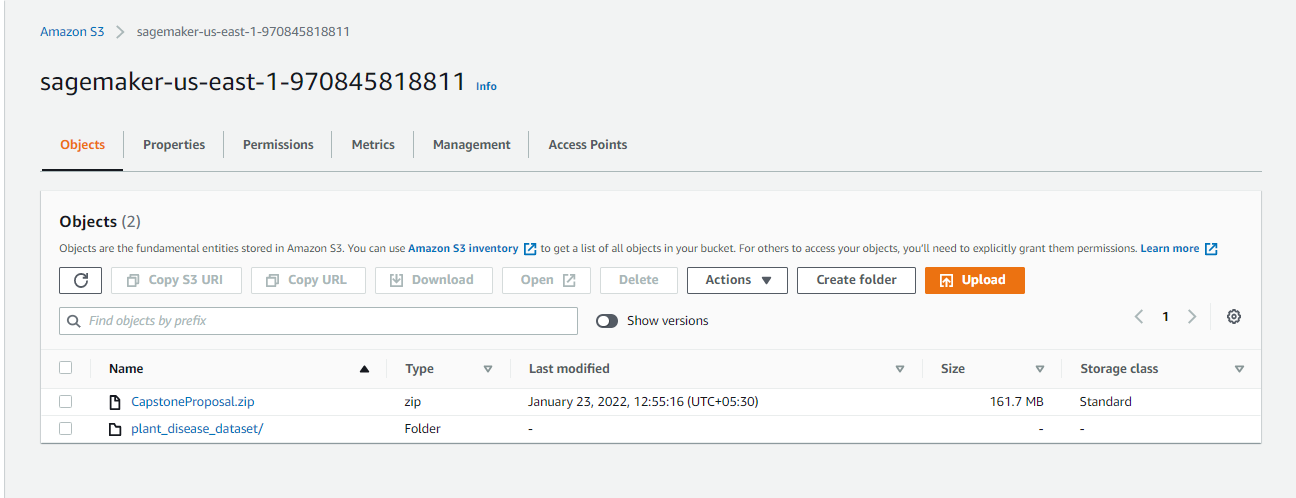 Amazon S3 > sagemaker-us-east-1-970845818811
sagemaker-us-east-1-970845818811 Info
Objects Properties Permissions Metrics Management Access Points
Objects (2)
Objects are the fundamental entities stored in Amazon S3. You can use Amazon S3 inventory to get a list of all objects in your bucket. For others to access your objects, you'll need to explicitly grant them permissions. Learn more
Copy S3 URI Copy URL Download Open Delete Actions Create folder Upload
Find objects by prefix Show versions 1
Name Type Last modified Size Storage class
CapstoneProposal.zip zip January 23, 2022, 12:55:16 (UTC+05:30) 161.7 MB Standard
plant_disease_dataset/ Folder - - -